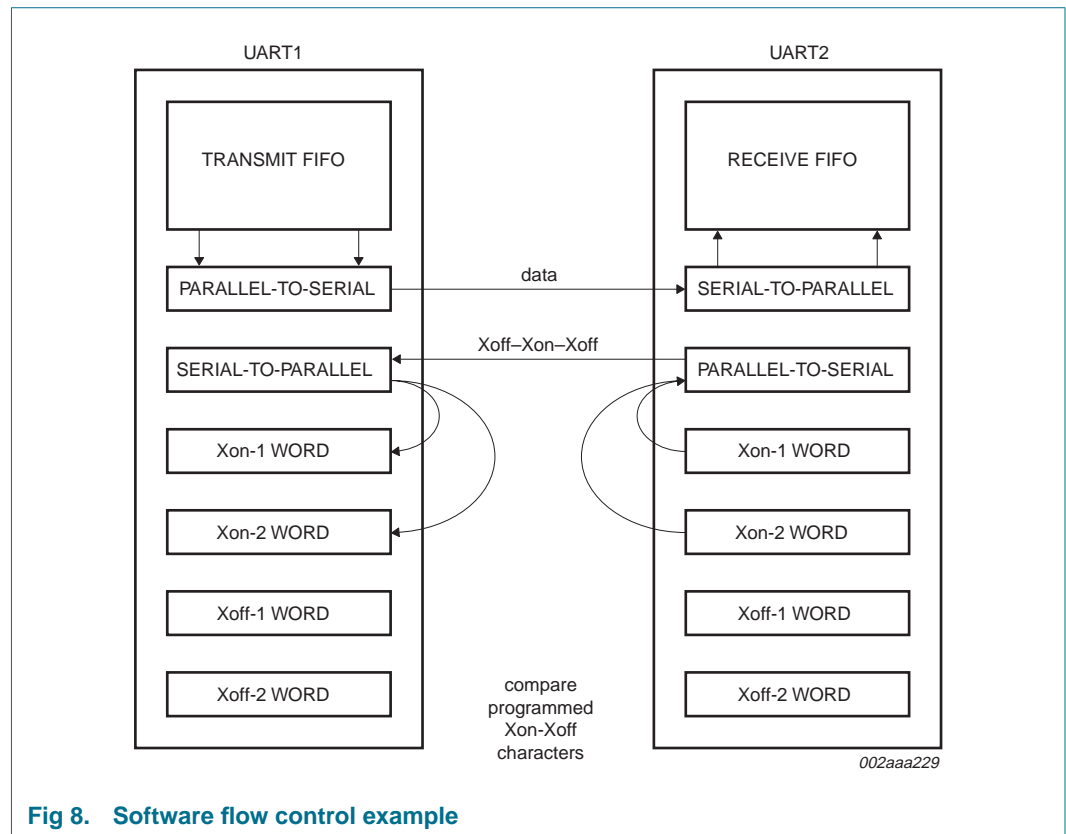 UART1
UART2
TRANSMIT FIFO
RECEIVE FIFO
PARALLEL-TO-SERIAL
data
SERIAL-TO-PARALLEL
Xoff–Xon–Xoff
SERIAL-TO-PARALLEL
PARALLEL-TO-SERIAL
Xon-1 WORD
Xon-1 WORD
Xon-2 WORD
Xon-2 WORD
Xoff-1 WORD
Xoff-1 WORD
Xoff-2 WORD
Xoff-2 WORD
compare
programmed
Xon-Xoff
characters
002aaa229
Fig 8. Software flow control example